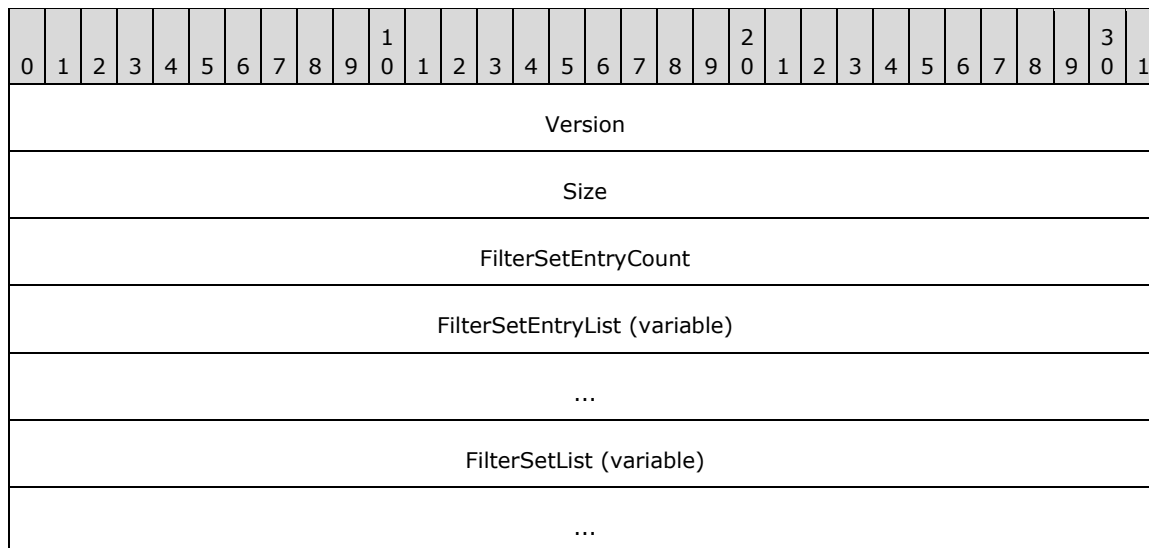 1 2 3
0 1 2 3 4 5 6 7 8 9 0 1 2 3 4 5 6 7 8 9 0 1 2 3 4 5 6 7 8 9 0 1
Version
Size
FilterSetEntryCount
FilterSetEntryList (variable)
...
FilterSetList (variable)
...